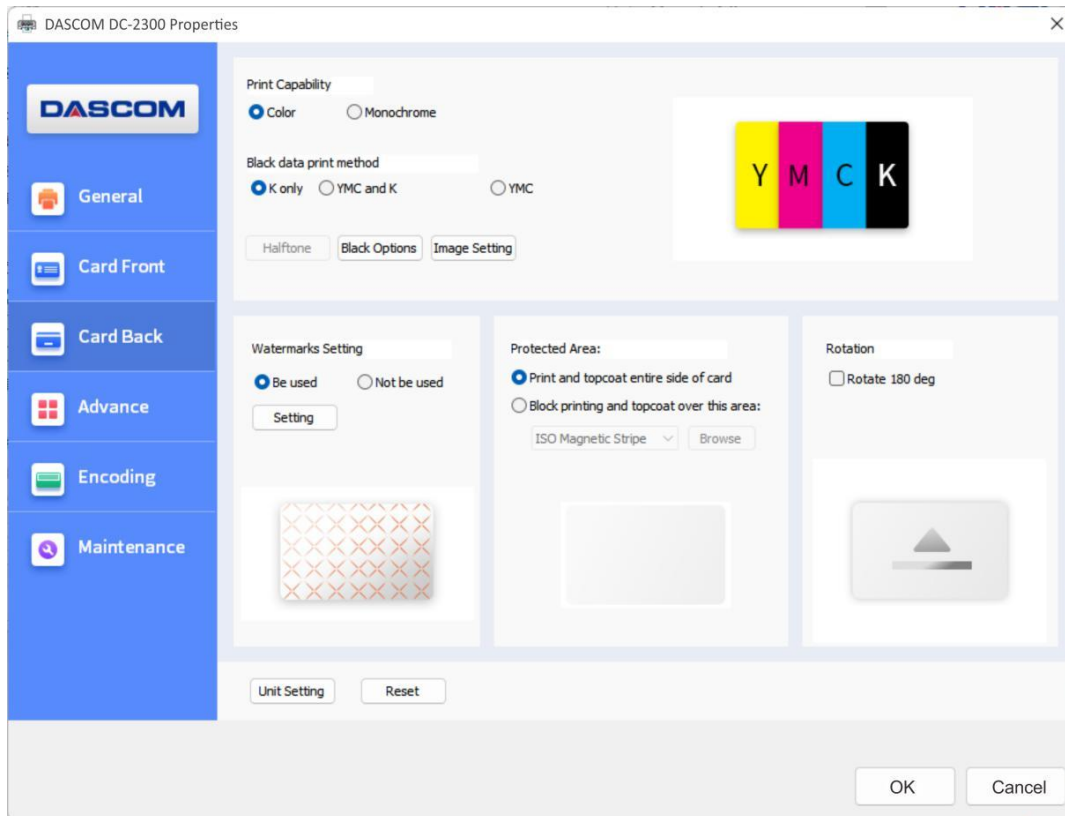 DASCOM DC-2300 Properties
DASCOM
General
Card Front
Card Back
Advance
Encoding
Maintenance
Print Capability
Color Monochrome
Black data print method
K only YMC and K YMC
Halftone Black Options Image Setting
Y M C K
Watermarks Setting
Be used Not be used
Setting
Protected Area:
Print and topcoat entire side of card
Block printing and topcoat over this area:
ISO Magnetic Stripe Browse
Rotation
Rotate 180 deg
Unit Setting Reset
OK Cancel